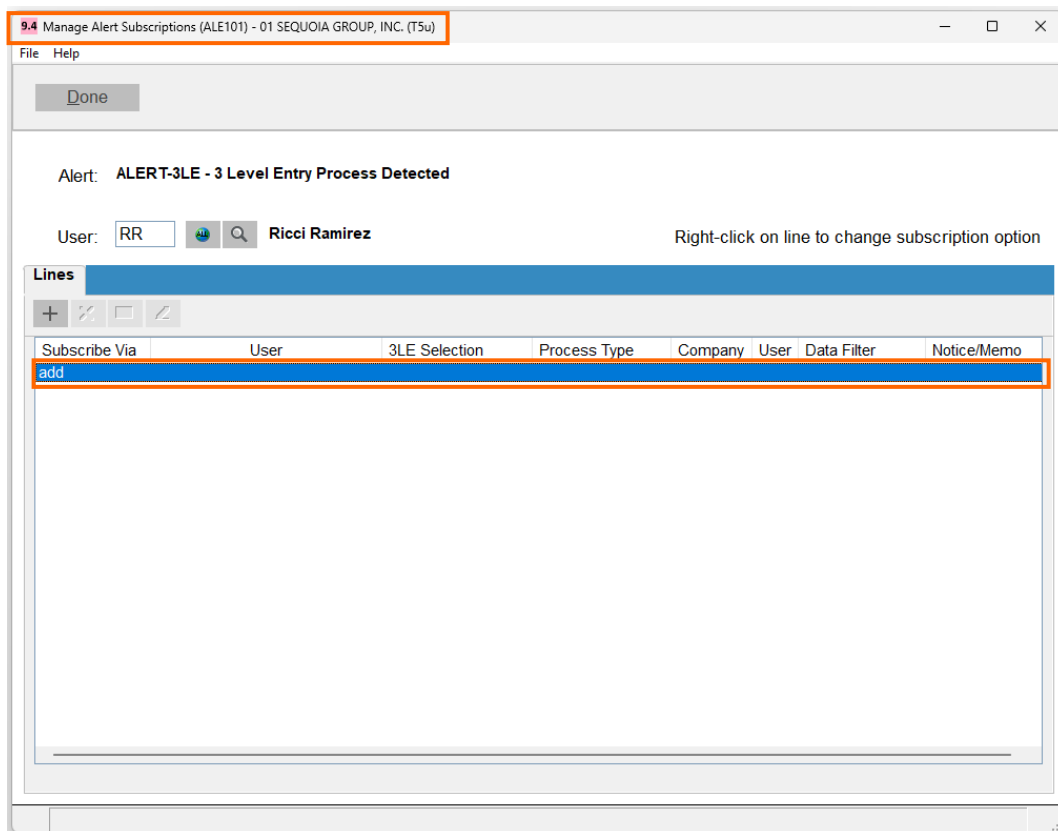 9.4 Manage Alert Subscriptions (ALE101) - 01 SEQUOIA GROUP, INC. (T5u)
File Help
Done
Alert: ALERT-3LE - 3 Level Entry Process Detected
User: RR ALL Ricci Ramirez Right-click on line to change subscription option
Lines
Subscribe Via User 3LE Selection Process Type Company User Data Filter Notice/Memo
add